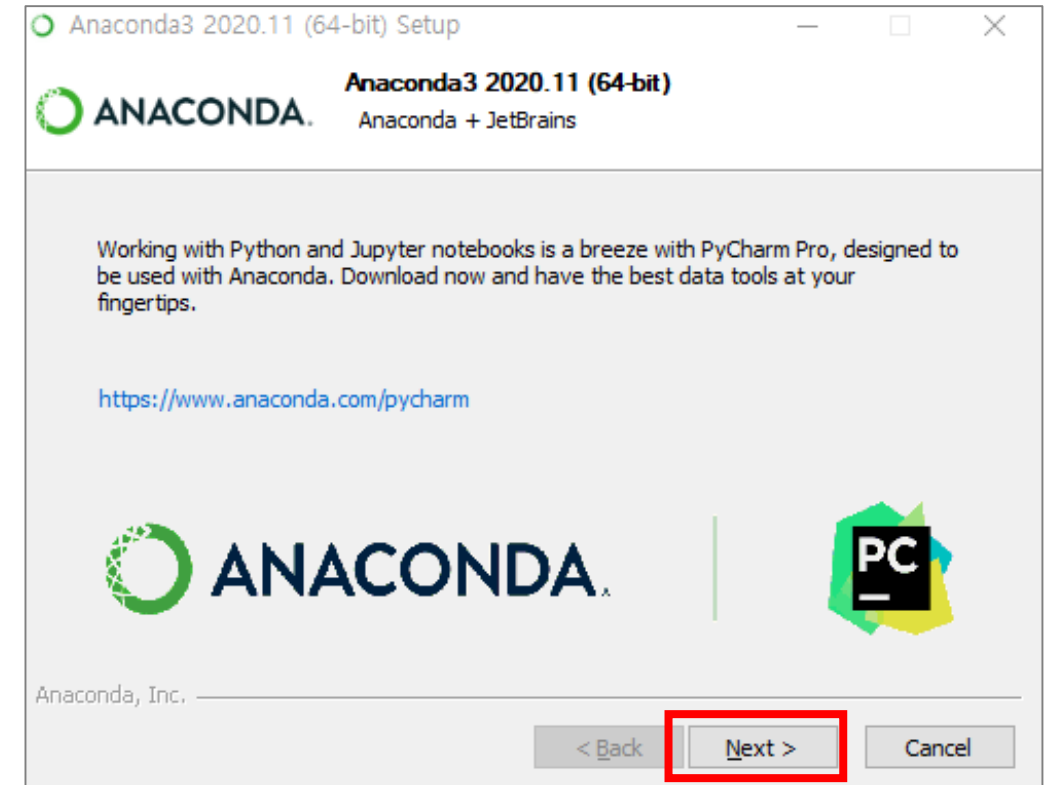 Anaconda3 2020.11 (64-bit) Setup
ANACONDA.
Anaconda3 2020.11 (64-bit)
Anaconda + JetBrains
Working with Python and Jupyter notebooks is a breeze with PyCharm Pro, designed to
be used with Anaconda. Download now and have the best data tools at your
fingertips.
https://www.anaconda.com/pycharm
ANACONDA.
PC
Anaconda, Inc.
< Back Next > Cancel